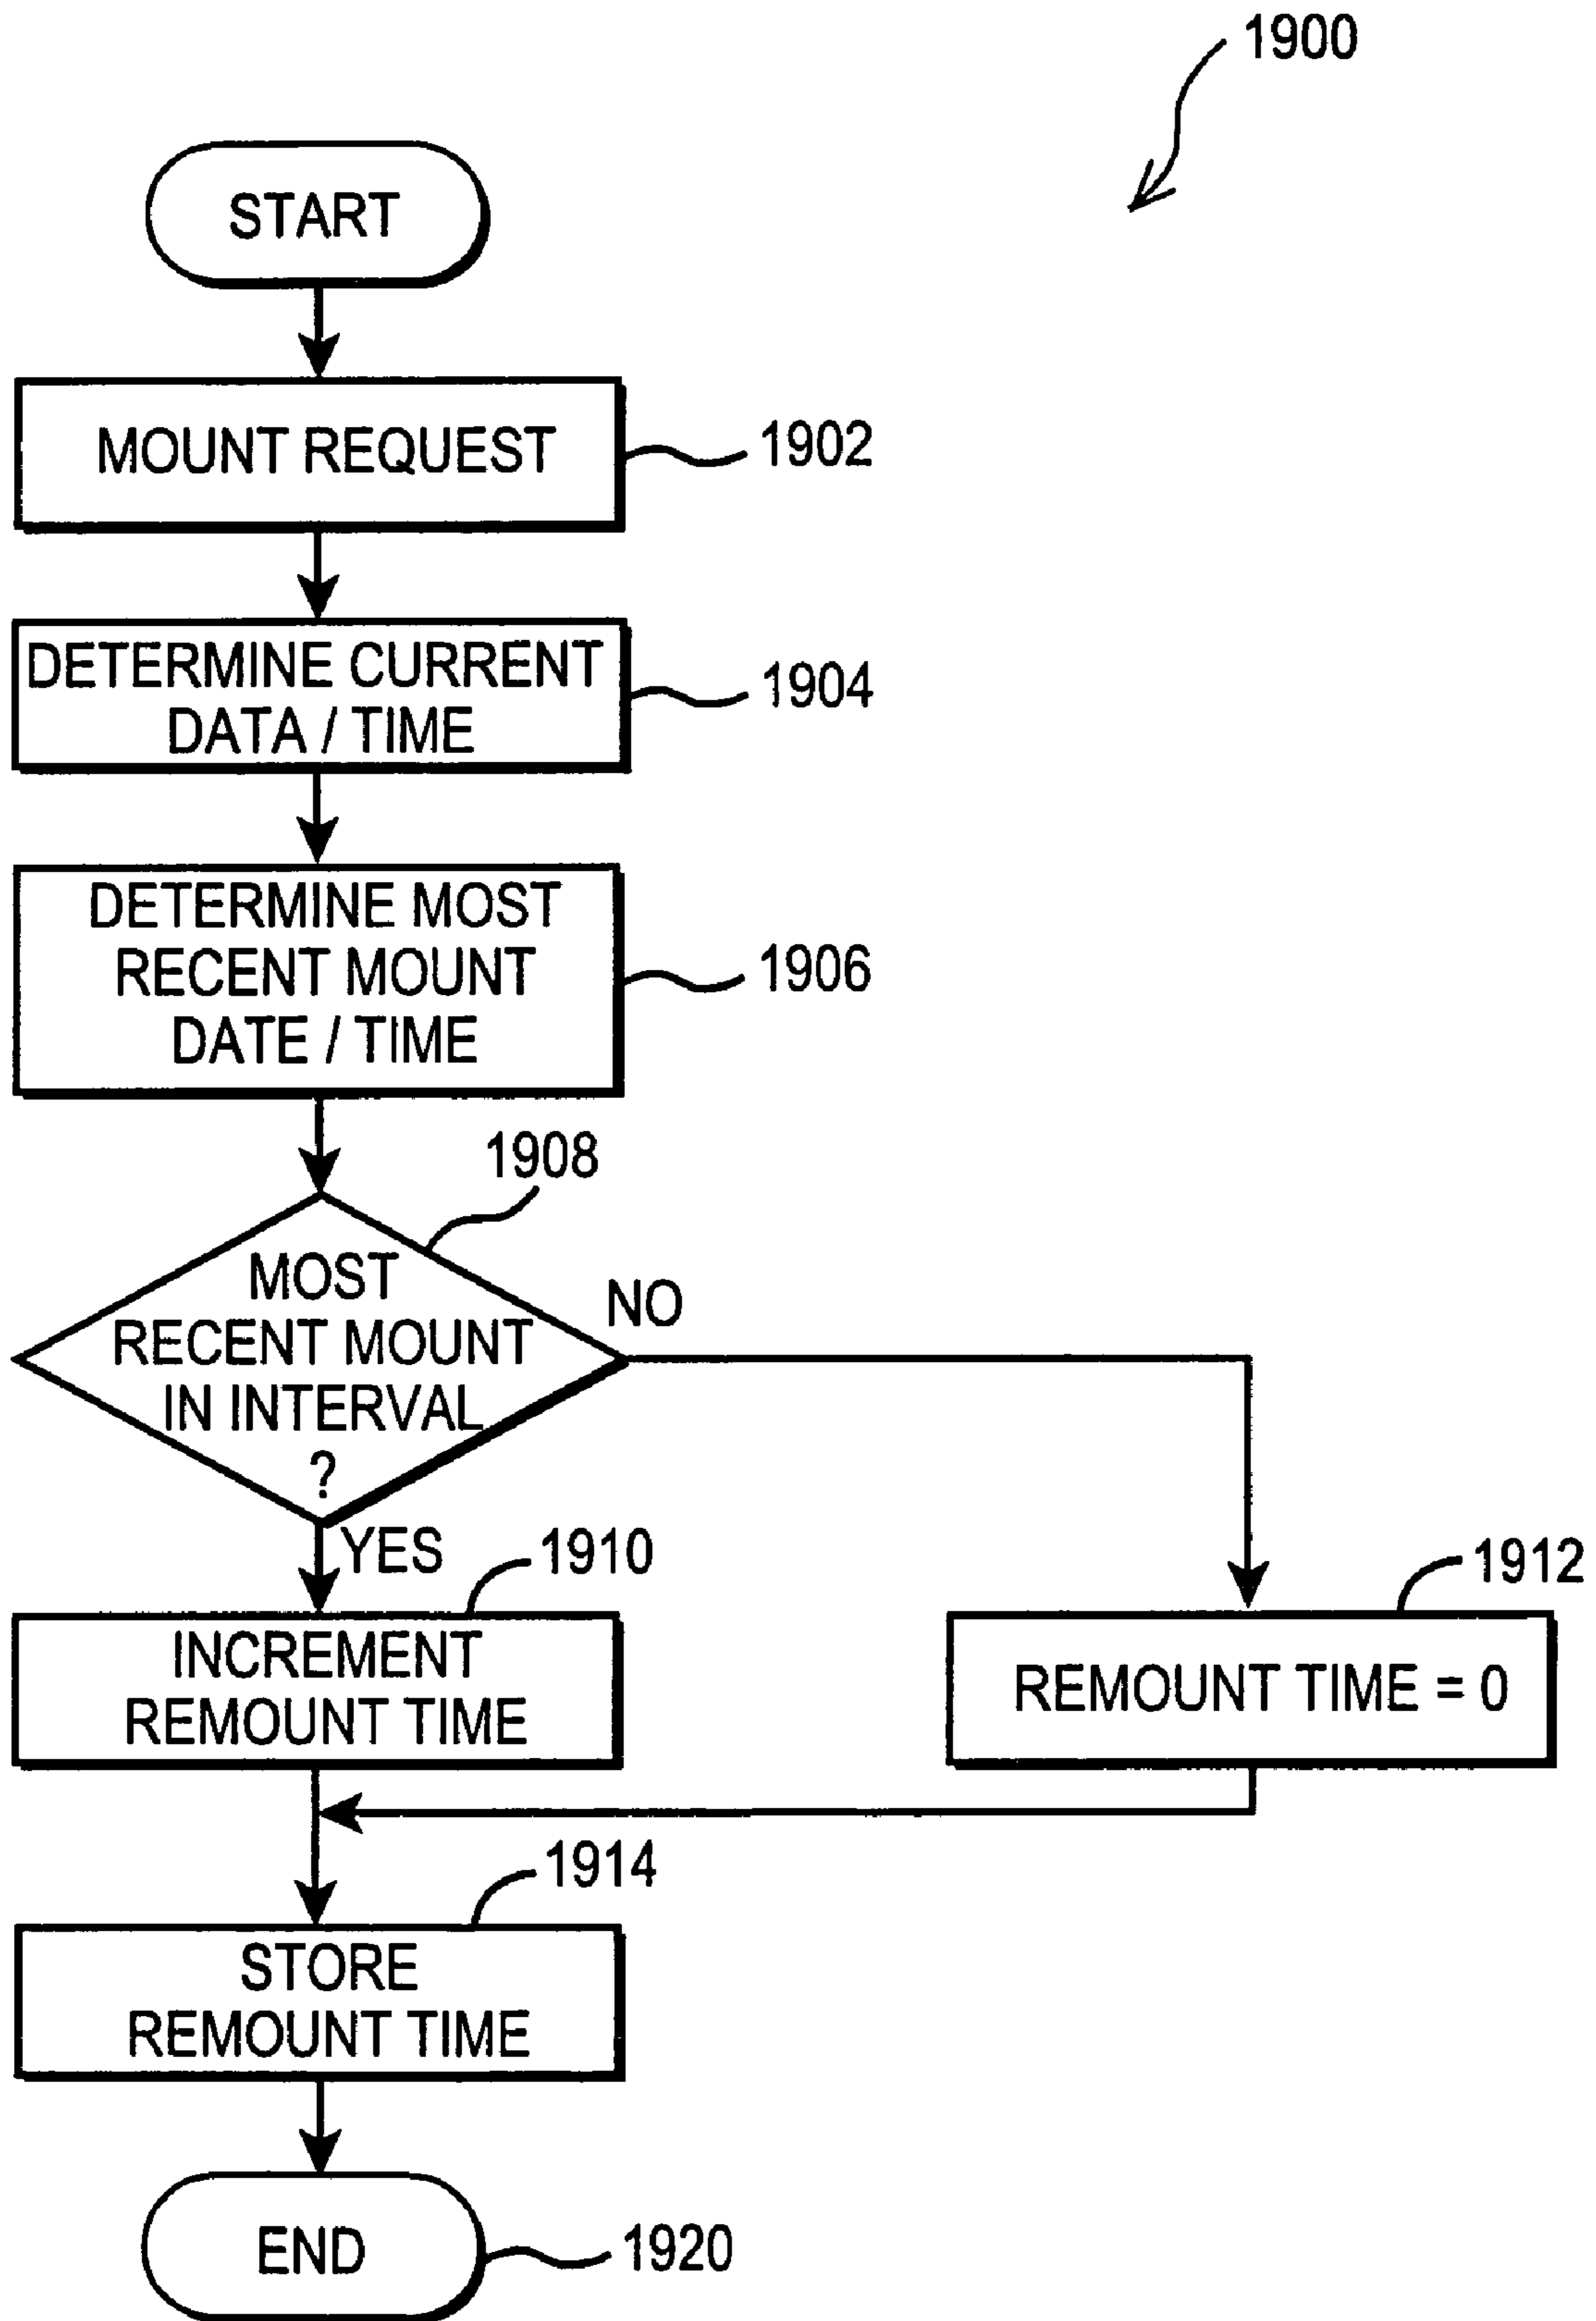 1900
START
MOUNT REQUEST
1902
DETERMINE CURRENT
DATA / TIME
1904
DETERMINE MOST
RECENT MOUNT
DATE / TIME
1906
1908
MOST
RECENT MOUNT
IN INTERVAL
?
NO
YES
1910
INCREMENT
REMOUNT TIME
1912
REMOUNT TIME = 0
1914
STORE
REMOUNT TIME
END
1920